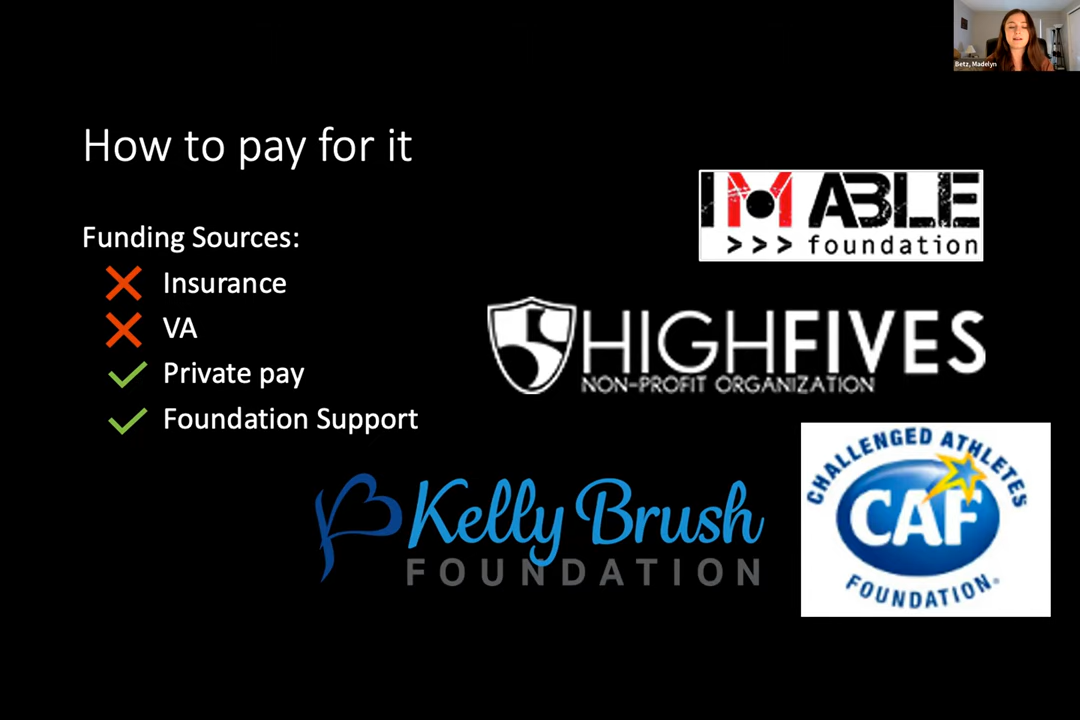 Betz, Madelyn
How to pay for it
Funding Sources:
Insurance
VA
Private pay
Foundation Support
IM ABLE
>>> foundation
HIGHFIVES
NON-PROFIT ORGANIZATION
Kelly Brush
FOUNDATION
CHALLENGED ATHLETES
CAF
FOUNDATION®